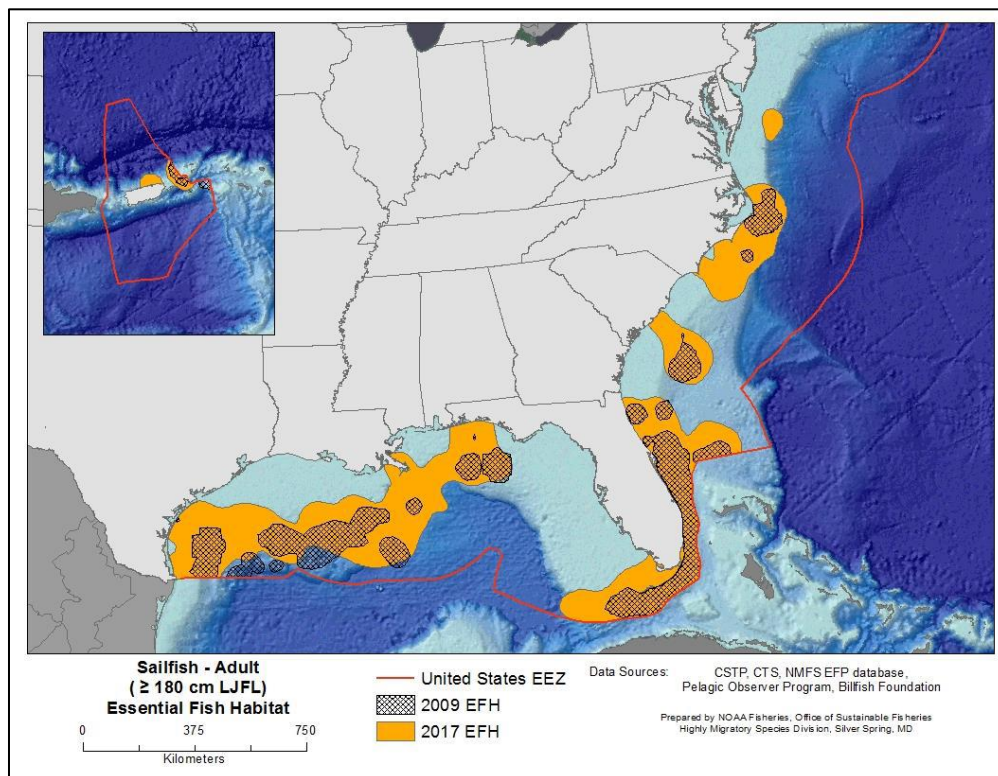 Sailfish - Adult
( ≥ 180 cm LJFL)
Essential Fish Habitat
0 375 750
Kilometers
United States EEZ
2009 EFH
2017 EFH
Data Sources: CSTP, CTS, NMFS EFP database,
Pelagic Observer Program, Billfish Foundation
Prepared by NOAA Fisheries, Office of Sustainable Fisheries
Highly Migratory Species Division, Silver Spring, MD